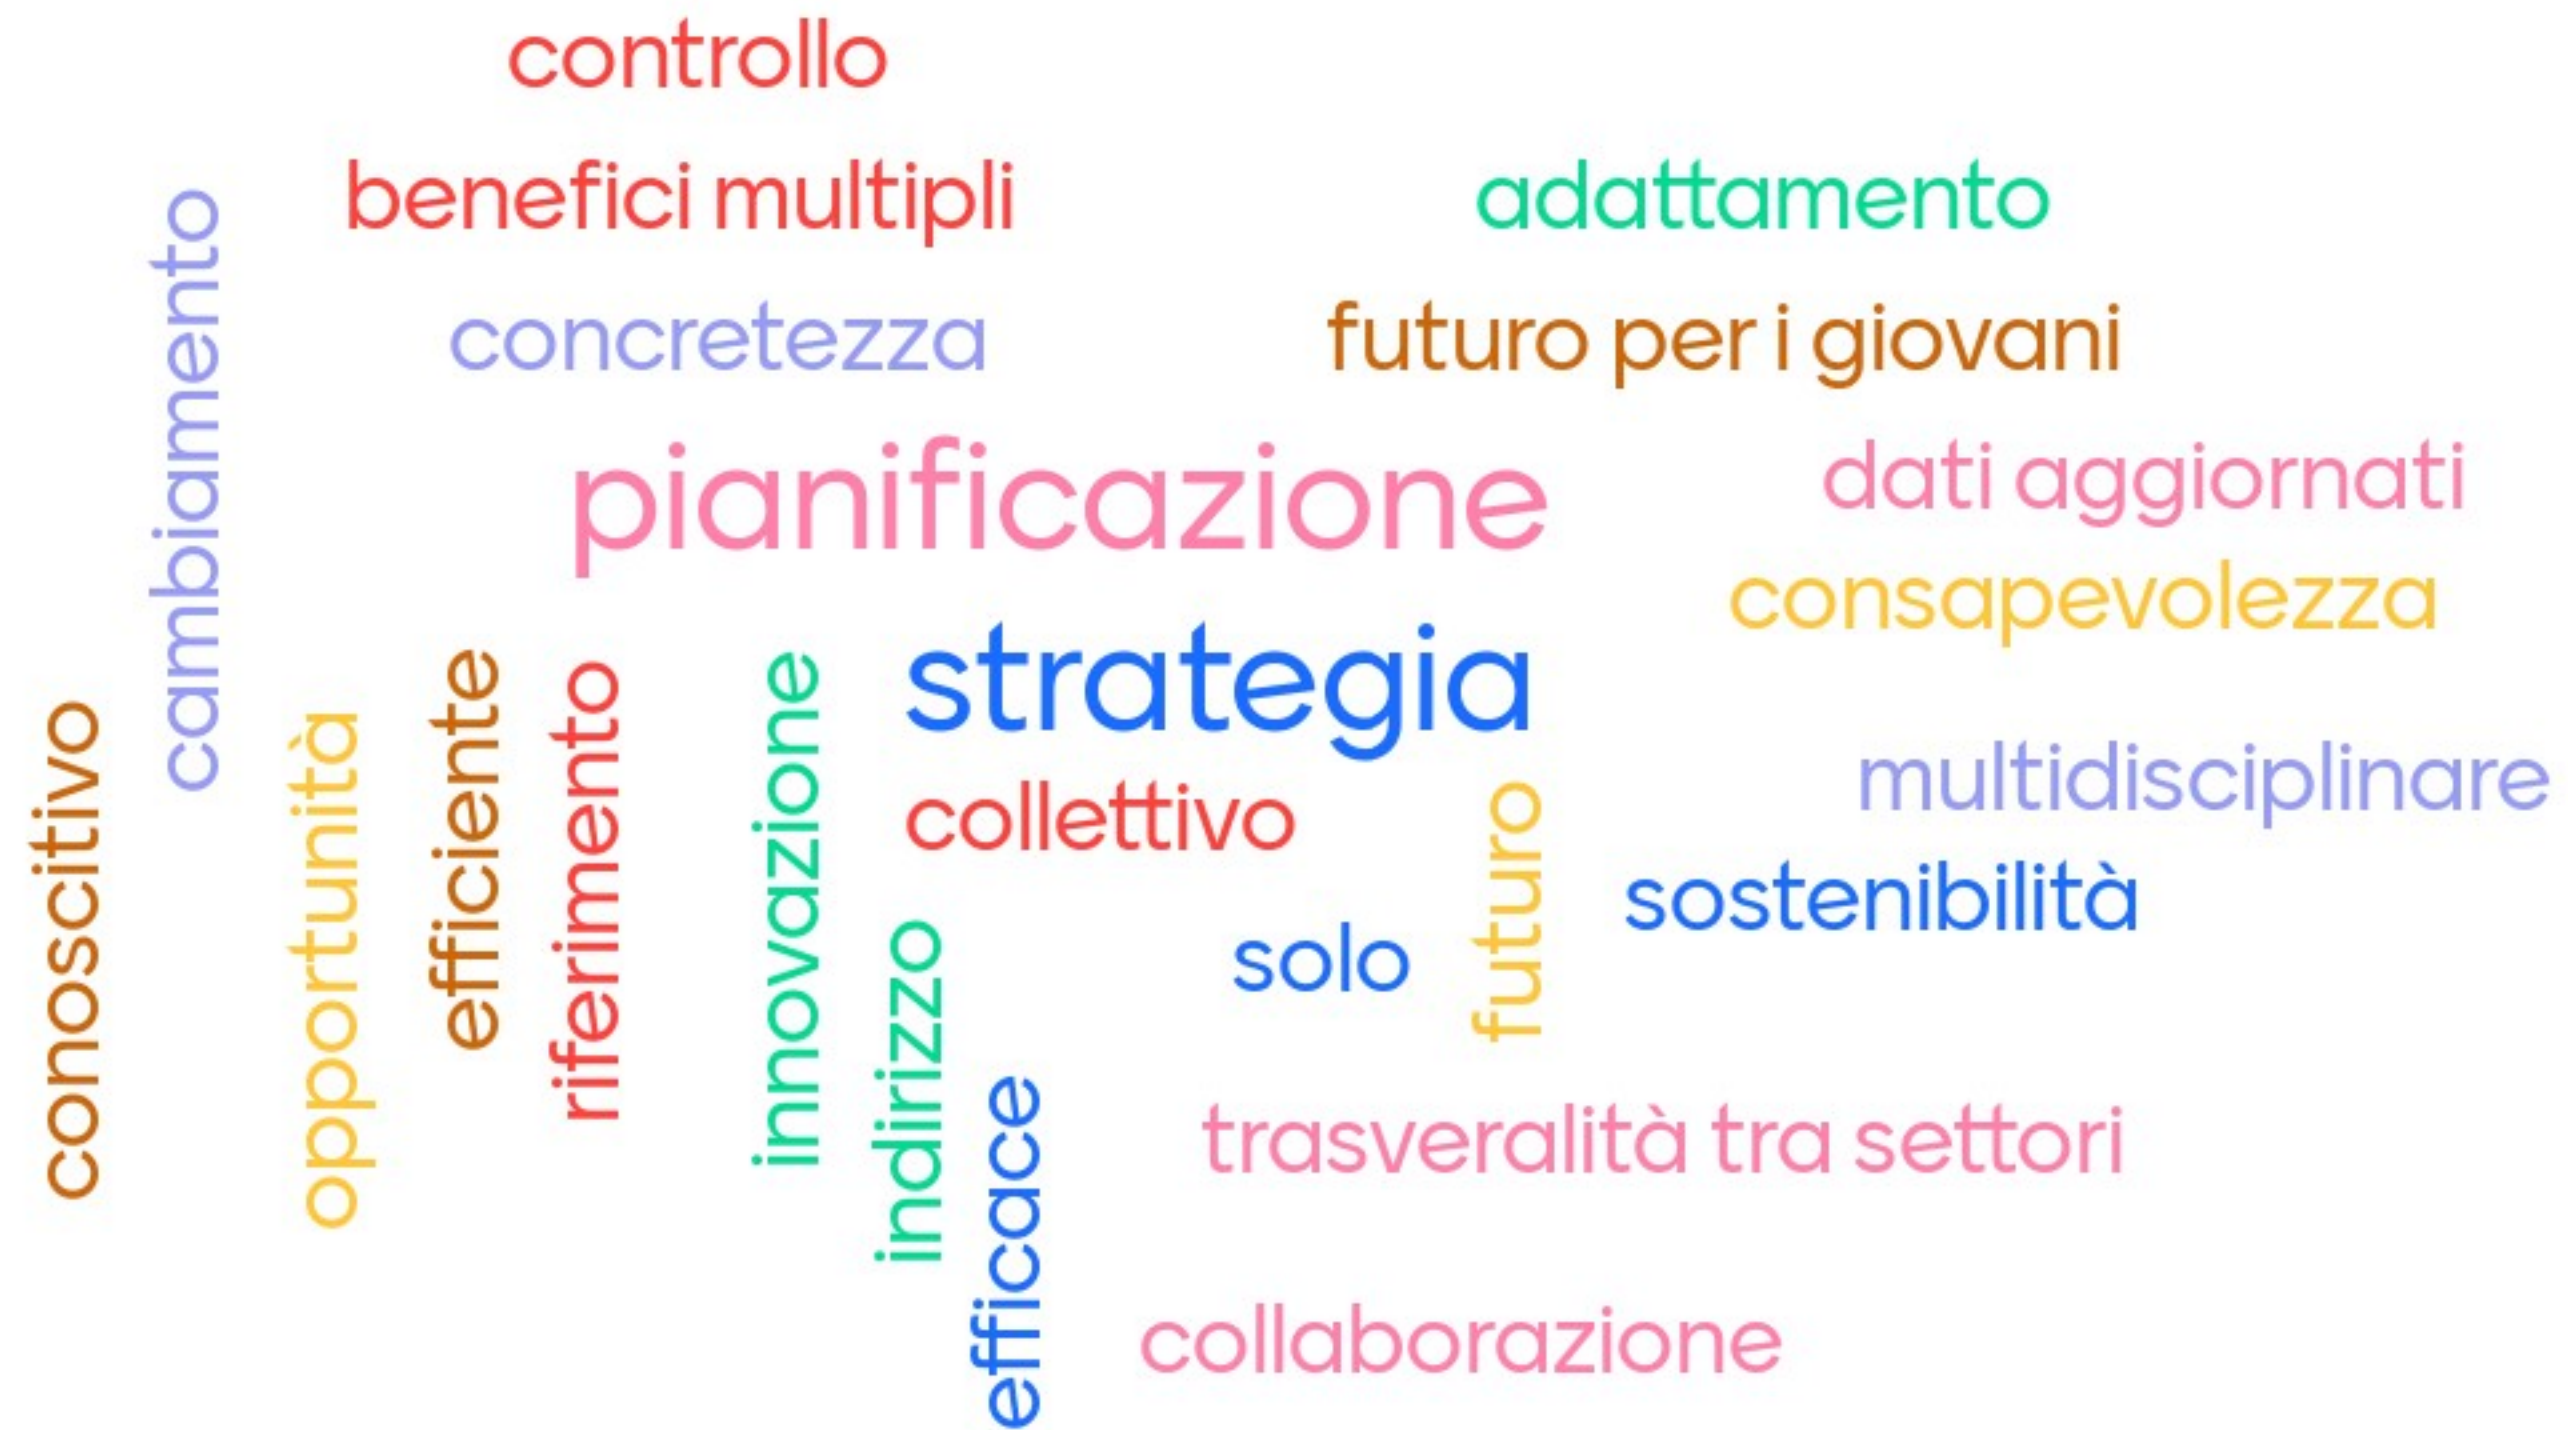 controllo
benefici multipli
adattamento
cambiamento
concretezza
futuro per i giovani
pianificazione
dati aggiornati
consapevolezza
strategia
conoscitivo
opportunità
efficiente
riferimento
innovazione
collettivo
futuro
multidisciplinare
sostenibilità
solo
indirizzo
efficace
trasveralità tra settori
collaborazione